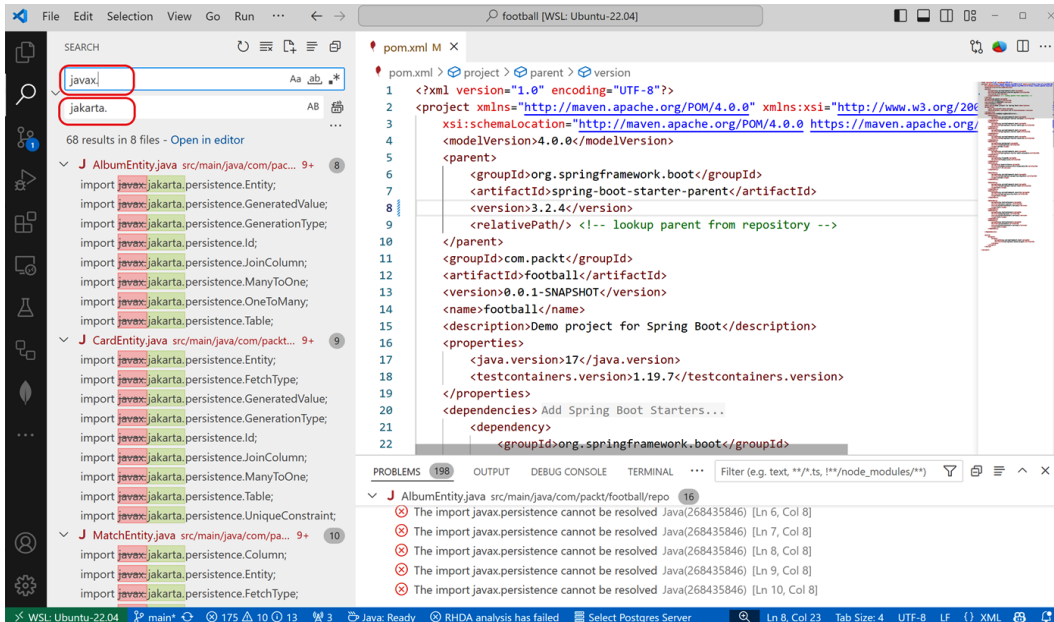 File Edit Selection View Go Run ··· ← → football [WSL: Ubuntu-22.04]
SEARCH
javax. Aa ab .*
jakarta. AB
68 results in 8 files - Open in editor
AlbumEntity.java src/main/java/com/pac... 9+ 8
import javax.jakarta.persistence.Entity;
import javax.jakarta.persistence.GeneratedValue;
import javax.jakarta.persistence.GenerationType;
import javax.jakarta.persistence.Id;
import javax.jakarta.persistence.JoinColumn;
import javax.jakarta.persistence.ManyToOne;
import javax.jakarta.persistence.OneToMany;
import javax.jakarta.persistence.Table;
J CardEntity.java src/main/java/com/packt... 9+ 9
import javax.jakarta.persistence.Entity;
import javax.jakarta.persistence.FetchType;
import javax.jakarta.persistence.GeneratedValue;
import javax.jakarta.persistence.GenerationType;
import javax.jakarta.persistence.Id;
import javax.jakarta.persistence.JoinColumn;
import javax.jakarta.persistence.ManyToOne;
import javax.jakarta.persistence.Table;
import javax.jakarta.persistence.UniqueConstraint;
J MatchEntity.java src/main/java/com/pa... 9+ 10
import javax.jakarta.persistence.Column;
import javax.jakarta.persistence.Entity;
import javax.jakarta.persistence.FetchType;
pom.xml M
pom.xml > project > parent > version
1 <?xml version="1.0" encoding="UTF-8"?>
2 <project xmlns="http://maven.apache.org/POM/4.0.0" xmlns:xsi="http://www.w3.org/200
3 xsi:schemaLocation="http://maven.apache.org/POM/4.0.0 https://maven.apache.org/
4 <modelVersion>4.0.0</modelVersion>
5 <parent>
6 <groupId>org.springframework.boot</groupId>
7 <artifactId>spring-boot-starter-parent</artifactId>
8 <version>3.2.4</version>
9 <relativePath/> <!-- lookup parent from repository -->
10 </parent>
11 <groupId>com.packt</groupId>
12 <artifactId>football</artifactId>
13 <version>0.0.1-SNAPSHOT</version>
14 <name>football</name>
15 <description>Demo project for Spring Boot</description>
16 <properties>
17 <java.version>17</java.version>
18 <testcontainers.version>1.19.7</testcontainers.version>
19 </properties>
20 <dependencies> Add Spring Boot Starters...
21 <dependency>
22 <groupId>org.springframework.boot</groupId>
PROBLEMS 198 OUTPUT DEBUG CONSOLE TERMINAL ··· Filter (e.g. text, **/*.ts, !**/node_modules/**)
J AlbumEntity.java src/main/java/com/packt/football/repo 16
The import javax.persistence cannot be resolved Java(268435846) [Ln 6, Col 8]
The import javax.persistence cannot be resolved Java(268435846) [Ln 7, Col 8]
The import javax.persistence cannot be resolved Java(268435846) [Ln 8, Col 8]
The import javax.persistence cannot be resolved Java(268435846) [Ln 9, Col 8]
The import javax.persistence cannot be resolved Java(268435846) [Ln 10, Col 8]
WSL: Ubuntu-22.04 main* 175 10 13 3 Java: Ready RHDA analysis has failed Select Postgres Server Ln 8, Col 23 Tab Size: 4 UTF-8 LF {} XML